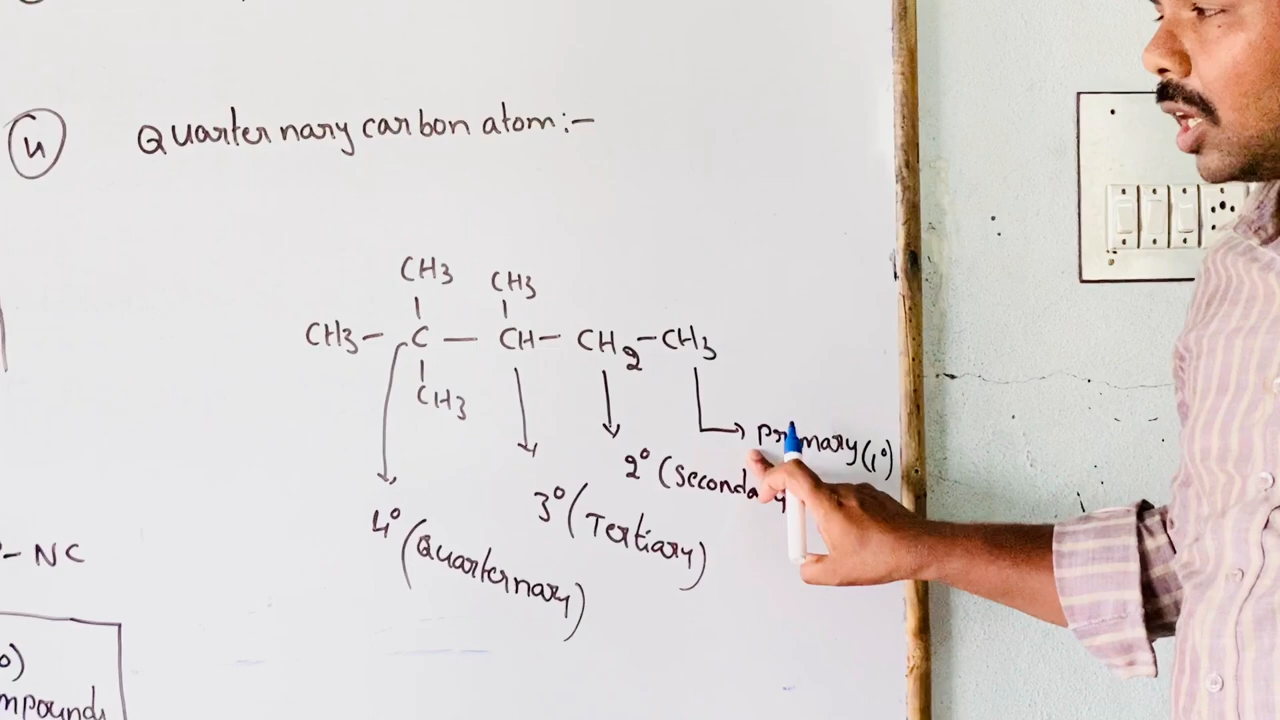 4 Quarternary carbon atom:-
CH3 CH3
CH3- C - CH- CH2-CH3
CH3
primary (1°)
2° (Seconda
3° (Tertiary)
4° (Quarternary)
- NC
mpounds